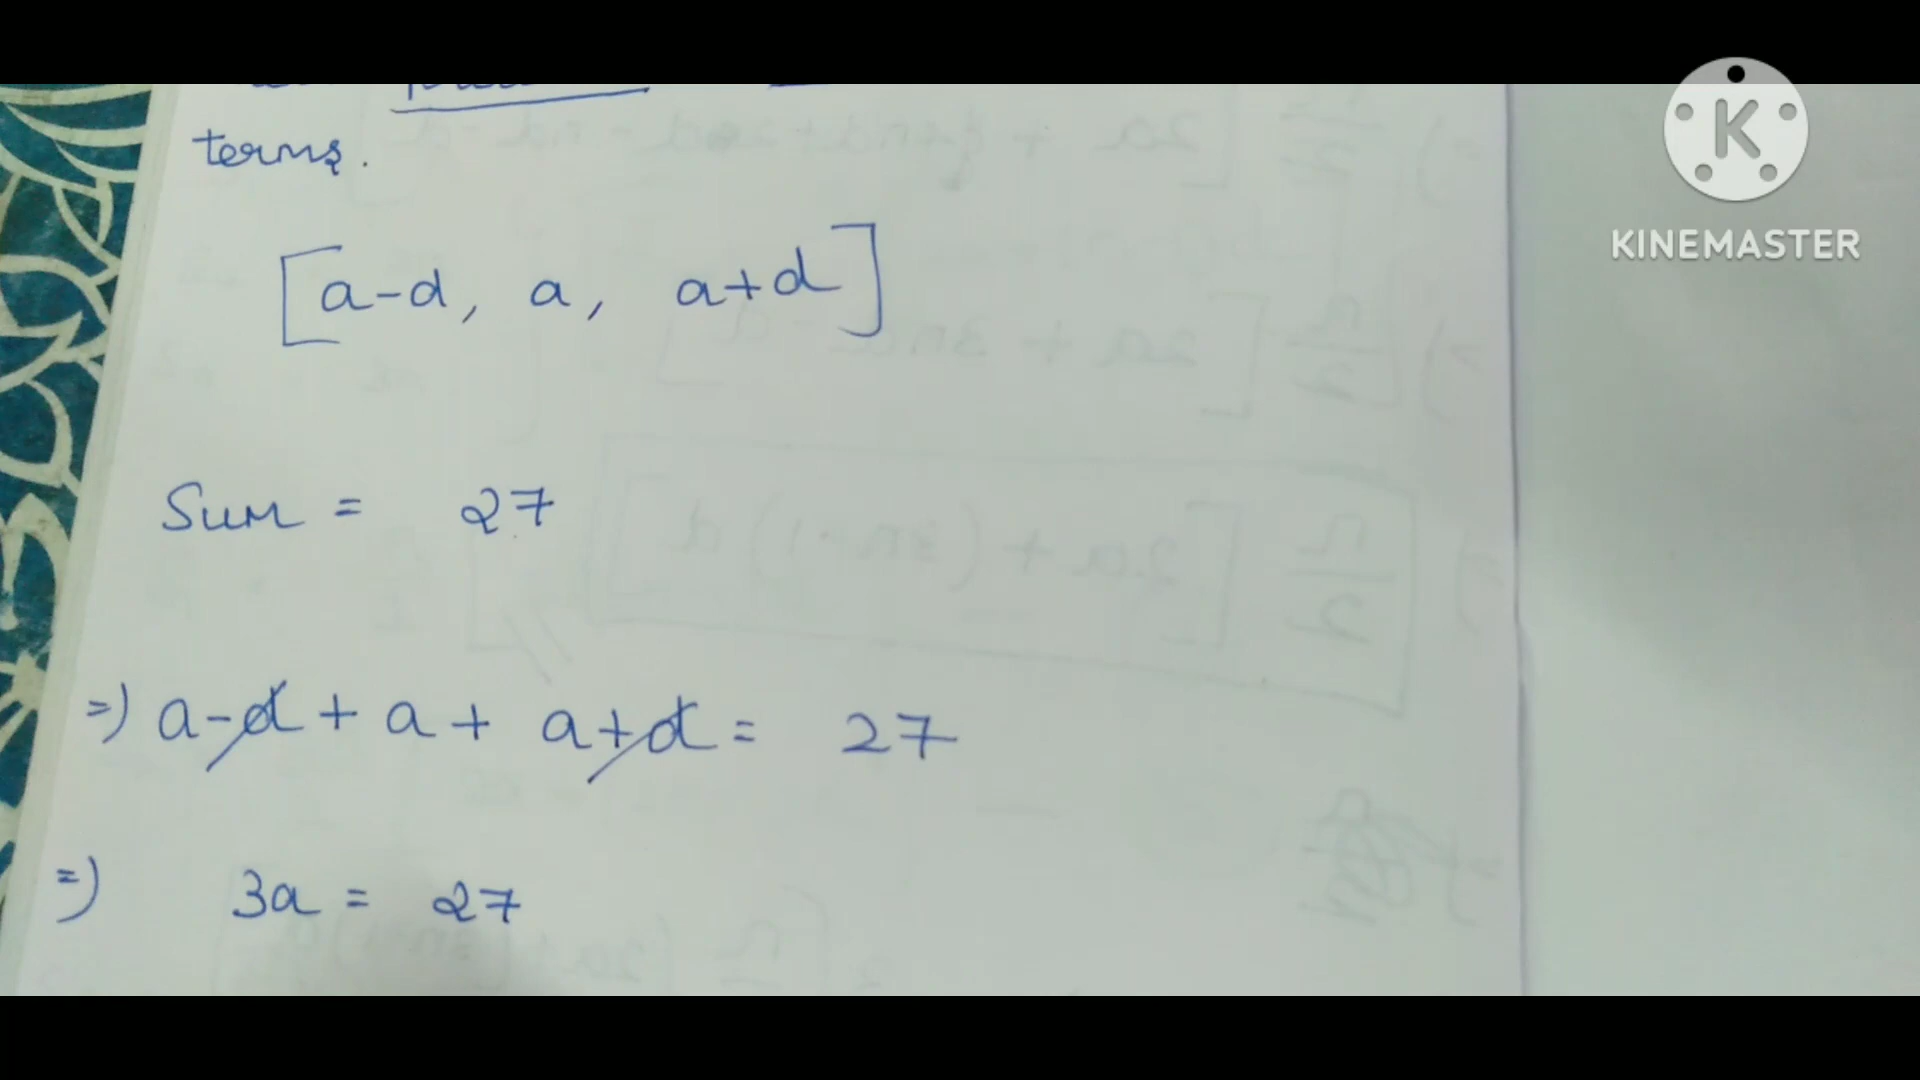 terms.
[a-d, a, a+d]
Sum = 27
=) a-d + a + a+d = 27
=) 3a = 27
K
KINEMASTER